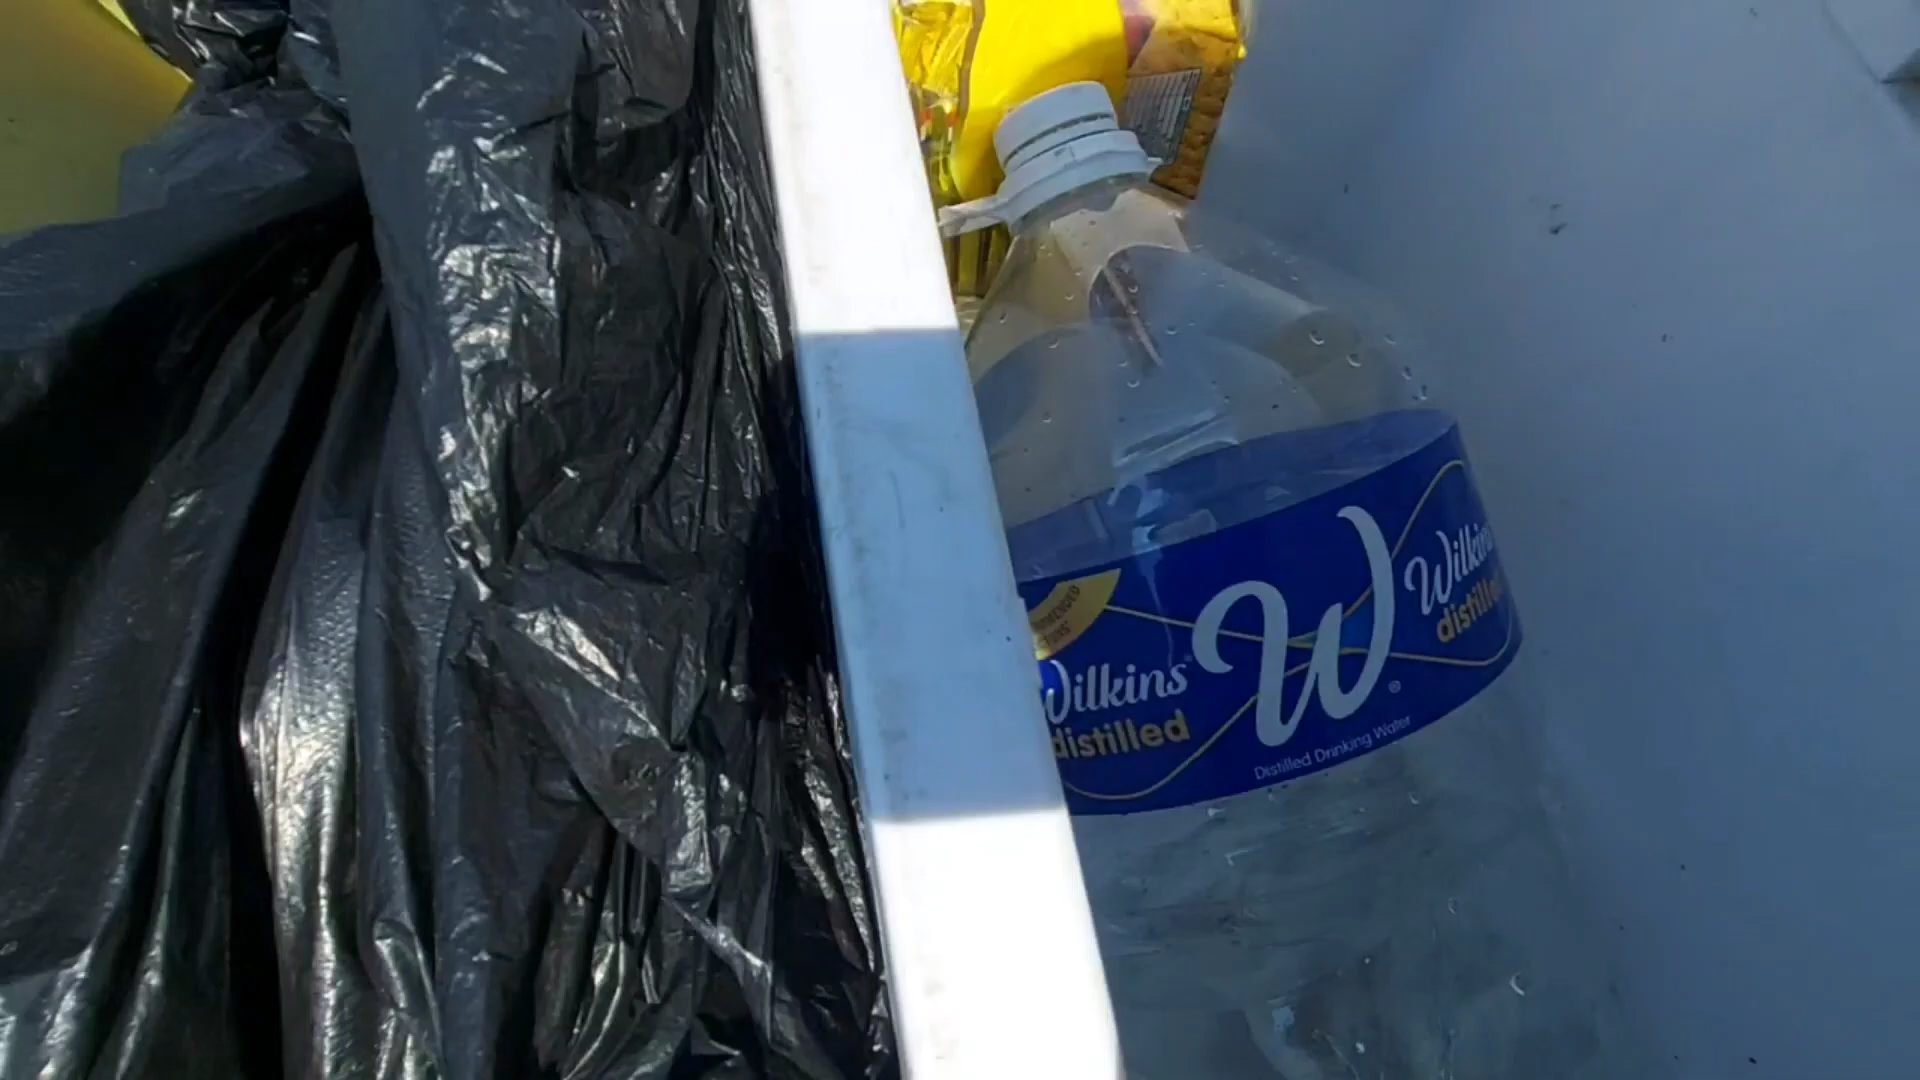 Wilkins
distilled
W
Distilled Drinking Water
Wilkins
distilled